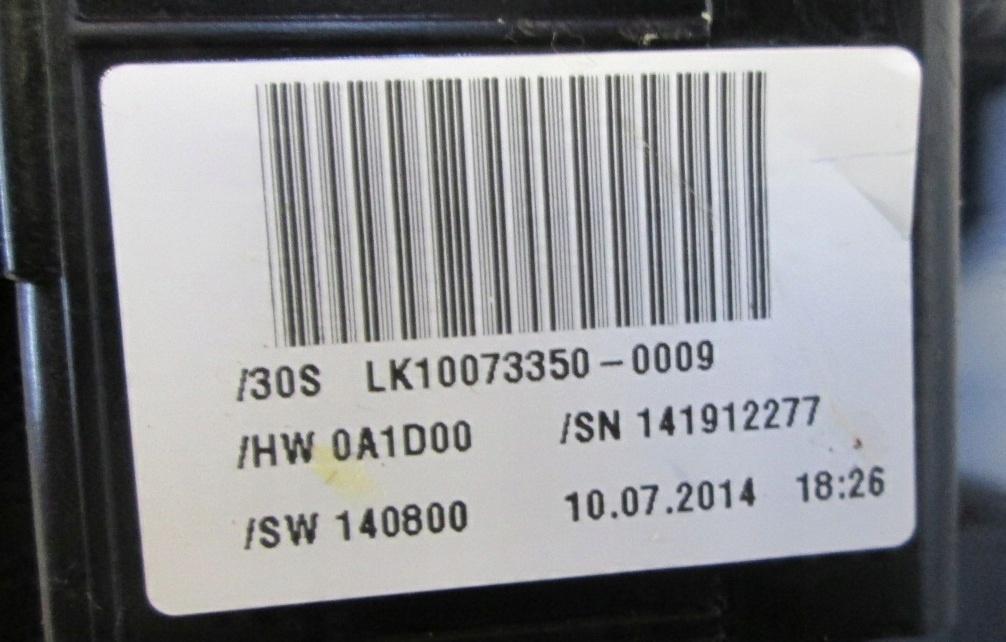 /30S LK10073350-0009
/HW 0A1D00 /SN 141912277
/SW 140800 10.07.2014 18:26